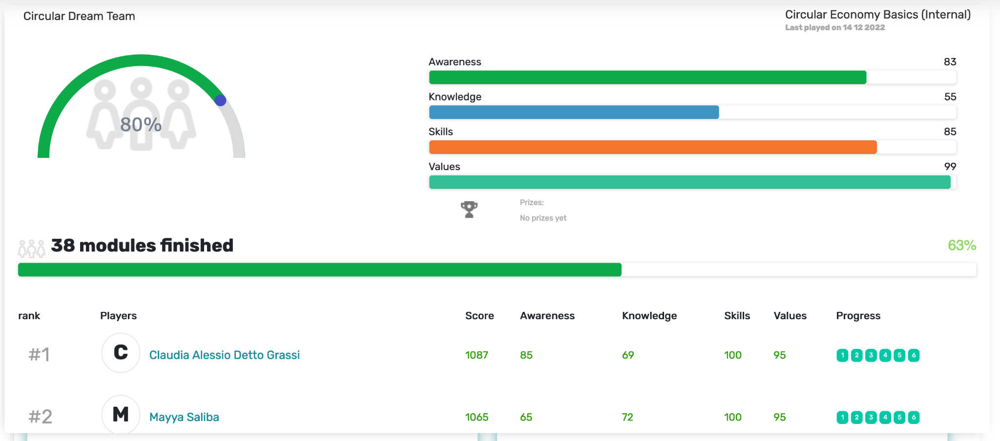 Circular Dream Team
Circular Economy Basics (Internal)
Last played on 14 12 2022
80%
Awareness 83
Knowledge 55
Skills 85
Values 99
Prizes:
No prizes yet
38 modules finished 63%
rank Players Score Awareness Knowledge Skills Values Progress
#1 C Claudia Alessio Detto Grassi 1087 85 69 100 95 1 2 3 4 5 6
#2 M Mayya Saliba 1065 65 72 100 95 1 2 3 4 5 6